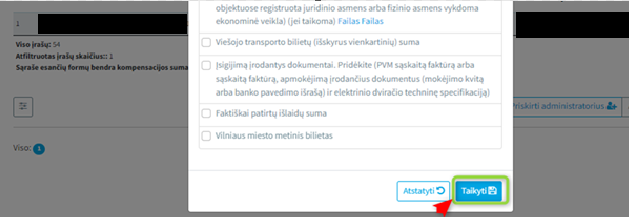 objektuose registruota juridinio asmens arba fizinio asmens vykdoma
ekonominė veikla) (jei taikoma) Failas Failas
1
Viešojo transporto bilietų (išskyrus vienkartinių) suma
Viso įrašų: 54
Atfiltruotas įrašų skaičius:: 1
Sąraše esančių formų bendra kompensacijos suma
Įsigijimą įrodantys dokumentai. Pridėkite (PVM sąskaitą faktūrą arba
sąskaitą faktūrą, apmokėjimą įrodančius dokumentus (mokėjimo kvitą
arba banko pavedimo išrašą) ir elektrinio dviračio techninę specifikaciją)
Faktiškai patirtų išlaidų suma
Priskirti administratorius
Vilniaus miesto metinis bilietas
Viso: 1
Atstatyti
Taikyti